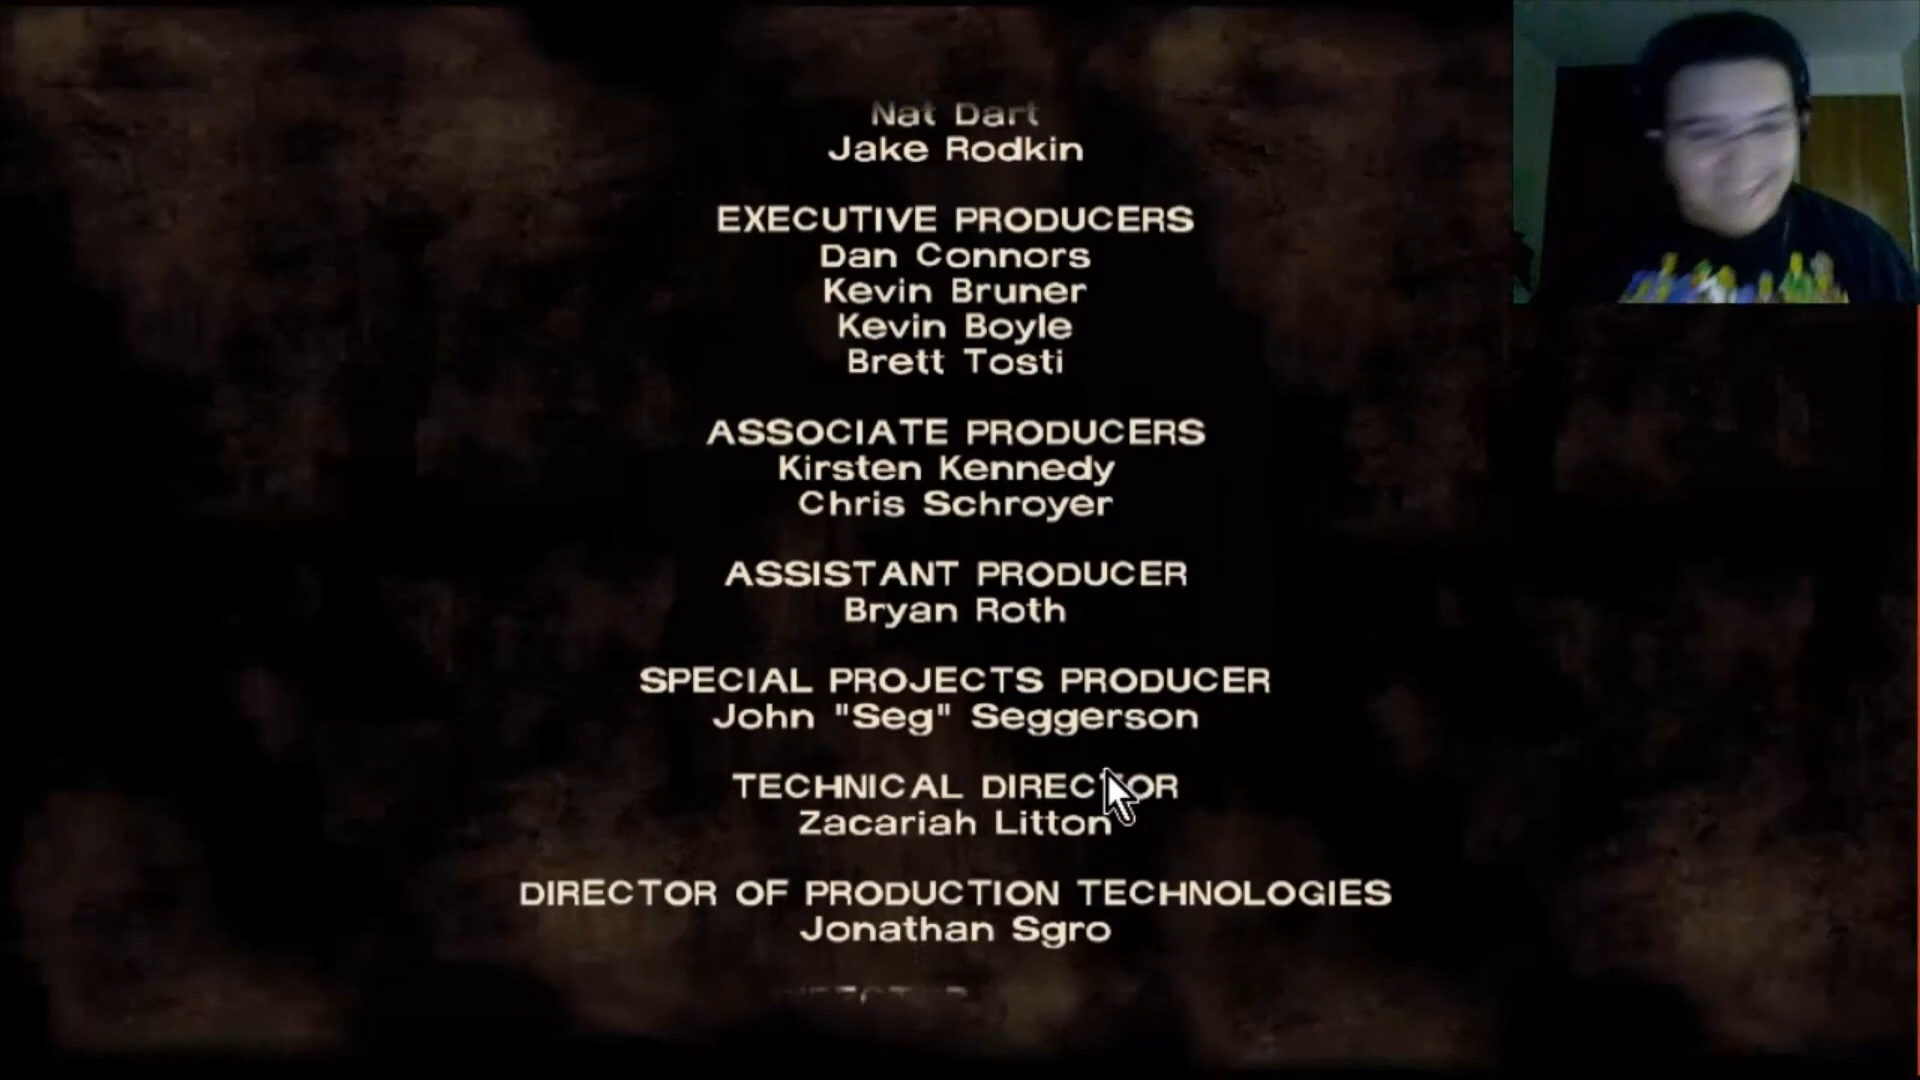 Nat Dart
Jake Rodkin
EXECUTIVE PRODUCERS
Dan Connors
Kevin Bruner
Kevin Boyle
Brett Tosti
ASSOCIATE PRODUCERS
Kirsten Kennedy
Chris Schroyer
ASSISTANT PRODUCER
Bryan Roth
SPECIAL PROJECTS PRODUCER
John "Seg" Seggerson
TECHNICAL DIRECTOR
Zacariah Litton
DIRECTOR OF PRODUCTION TECHNOLOGIES
Jonathan Sgro